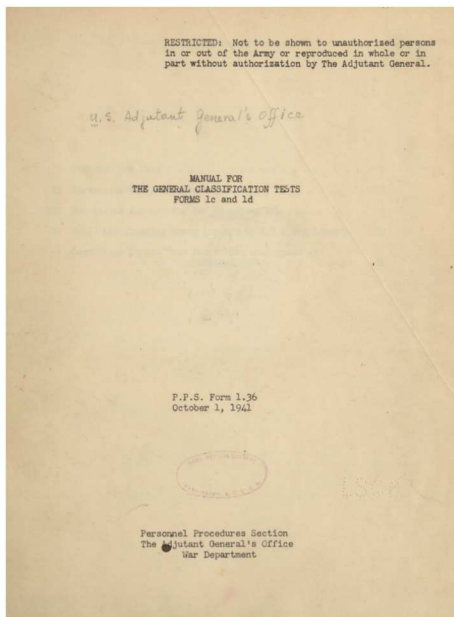 RESTRICTED: Not to be shown to unauthorized persons
in or out of the Army or reproduced in whole or in
part without authorization by The Adjutant General.
U.S. Adjutant General's Office
MANUAL FOR
THE GENERAL CLASSIFICATION TESTS
FORMS 1c and 1d
P.P.S. Form 1.36
October 1, 1941
Personnel Procedures Section
The Adjutant General's Office
War Department